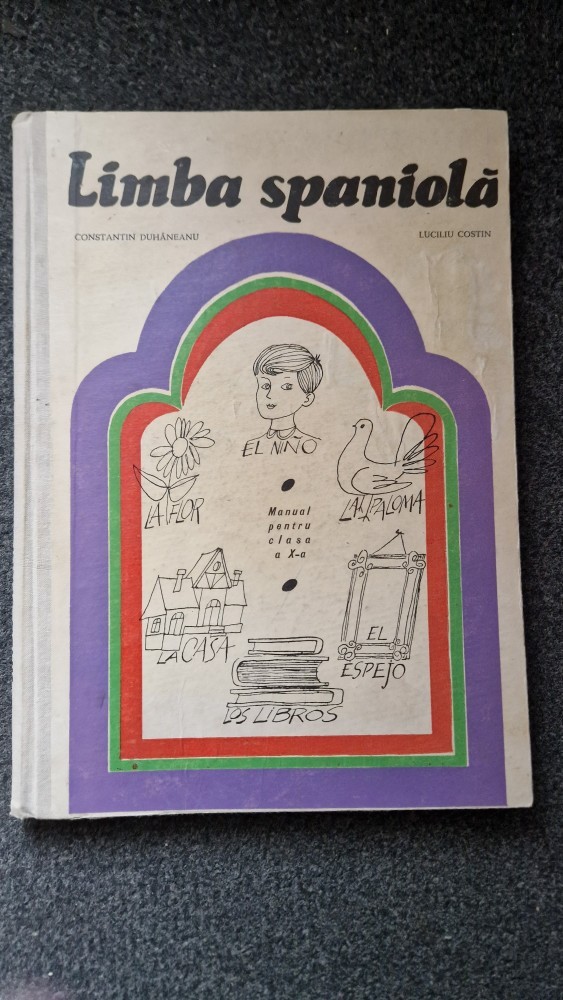 Limba spaniolă
CONSTANTIN DUHĂNEANU
LUCILIU COSTIN
EL NIÑO
LA FLOR
LA PALOMA
Manual
pentru
clasa
a X-a
LA CASA
EL
ESPEJO
LOS LIBROS